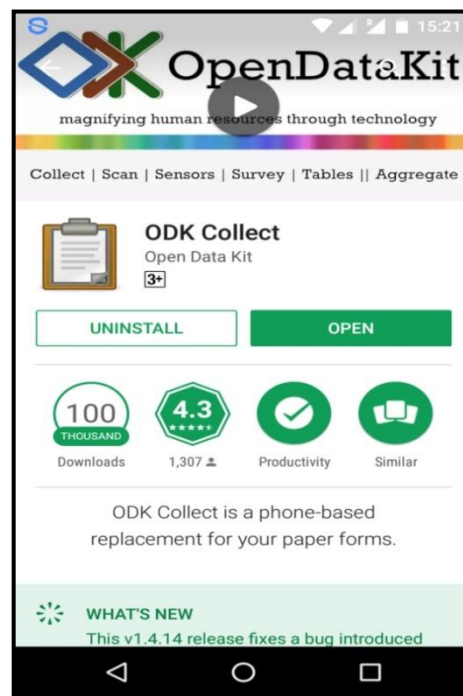 15:21
OpenDataKit
magnifying human resources through technology
Collect | Scan | Sensors | Survey | Tables || Aggregate
ODK Collect
Open Data Kit
3+
UNINSTALL
OPEN
100
THOUSAND
Downloads
4.3
1,307
Productivity
Similar
ODK Collect is a phone-based
replacement for your paper forms.
WHAT'S NEW
This v1.4.14 release fixes a bug introduced